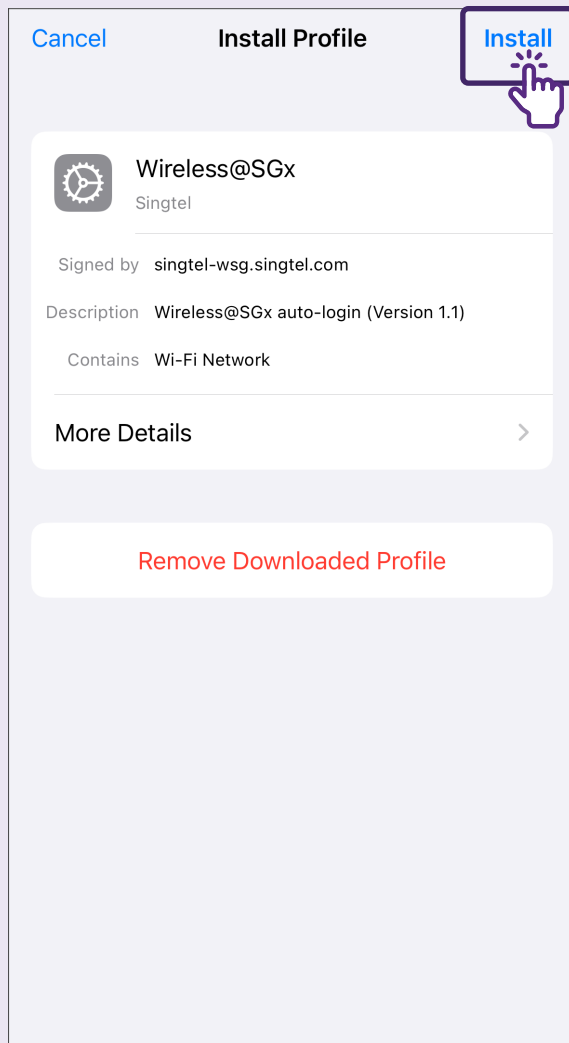 Cancel Install Profile Install
Wireless@SGx
Singtel
Signed by singtel-wsg.singtel.com
Description Wireless@SGx auto-login (Version 1.1)
Contains Wi-Fi Network
More Details
Remove Downloaded Profile